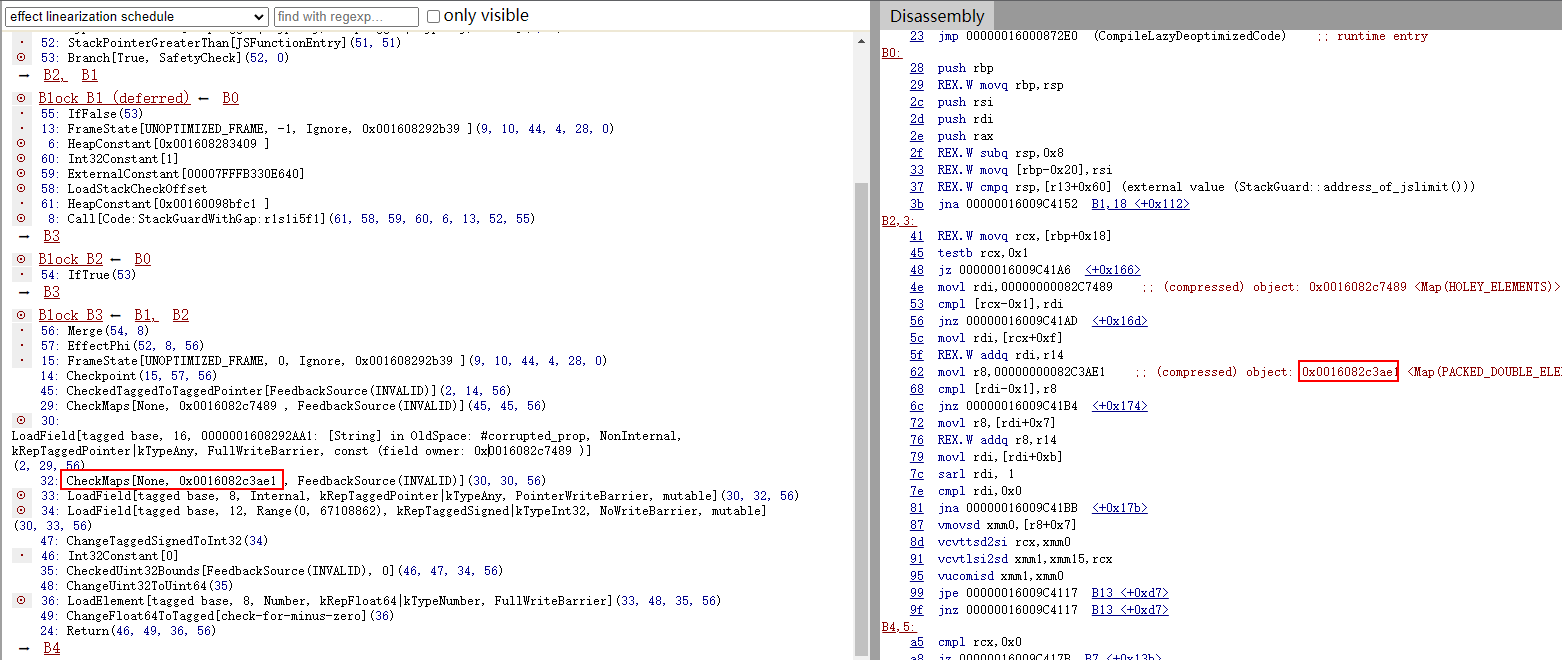 effect linearization schedule
find with regexp...
only visible
52: StackPointerGreaterThan[JSFunctionEntry](51, 51)
53: Branch[True, SafetyCheck](52, 0)
→ B2, B1
Block B1 (deferred) ← B0
55: IfFalse(53)
13: FrameState[UNOPTIMIZED_FRAME, -1, Ignore, 0x001608292b39 ](9, 10, 44, 4, 28, 0)
6: HeapConstant[0x001608283409 ]
60: Int32Constant[1]
59: ExternalConstant[00007FFFB330E640]
58: LoadStackCheckOffset
61: HeapConstant[0x00160098bfc1 ]
8: Call[Code:StackGuardWithGap:r1s1i5f1](61, 58, 59, 60, 6, 13, 52, 55)
→ B3
Block B2 ← B0
54: IfTrue(53)
→ B3
Block B3 ← B1, B2
56: Merge(54, 8)
57: EffectPhi(52, 8, 56)
15: FrameState[UNOPTIMIZED_FRAME, 0, Ignore, 0x001608292b39 ](9, 10, 44, 4, 28, 0)
14: Checkpoint(15, 57, 56)
45: CheckedTaggedToTaggedPointer[FeedbackSource(INVALID)](2, 14, 56)
29: CheckMaps[None, 0x0016082c7489 , FeedbackSource(INVALID)](45, 45, 56)
30:
LoadField[tagged base, 16, 0000001608292AA1: [String] in OldSpace: #corrupted_prop, NonInternal,
kRepTaggedPointer|kTypeAny, FullWriteBarrier, const (field owner: 0x0016082c7489 )]
(2, 29, 56)
32: CheckMaps[None, 0x0016082c3ae1 , FeedbackSource(INVALID)](30, 30, 56)
33: LoadField[tagged base, 8, Internal, kRepTaggedPointer|kTypeAny, PointerWriteBarrier, mutable](30, 32, 56)
34: LoadField[tagged base, 12, Range(0, 67108862), kRepTaggedSigned|kTypeInt32, NoWriteBarrier, mutable]
(30, 33, 56)
47: ChangeTaggedSignedToInt32(34)
46: Int32Constant[0]
35: CheckedUint32Bounds[FeedbackSource(INVALID), 0](46, 47, 34, 56)
48: ChangeUint32ToUint64(35)
36: LoadElement[tagged base, 8, Number, kRepFloat64|kTypeNumber, FullWriteBarrier](33, 48, 35, 56)
49: ChangeFloat64ToTagged[check-for-minus-zero](36)
24: Return(46, 49, 36, 56)
→ B4
Disassembly
23 jmp 00000016000872E0 (CompileLazyDeoptimizedCode) ;; runtime entry
B0:
28 push rbp
29 REX.W movq rbp,rsp
2c push rsi
2d push rdi
2e push rax
2f REX.W subq rsp,0x8
33 REX.W movq [rbp-0x20],rsi
37 REX.W cmpq rsp,[r13+0x60] (external value (StackGuard::address_of_jslimit()))
3b jna 00000016009C4152 B1,18 <+0x112>
B2,3:
41 REX.W movq rcx,[rbp+0x18]
45 testb rcx,0x1
48 jz 00000016009C41A6 <+0x166>
4e movl rdi,00000000082C7489 ;; (compressed) object: 0x0016082c7489 <Map(HOLEY_ELEMENTS)>
53 cmpl [rcx-0x1],rdi
56 jnz 00000016009C41AD <+0x16d>
5c movl rdi,[rcx+0xf]
5f REX.W addq rdi,r14
62 movl r8,00000000082C3AE1 ;; (compressed) object: 0x0016082c3ae1 <Map(PACKED_DOUBLE_ELE
68 cmpl [rdi-0x1],r8
6c jnz 00000016009C41B4 <+0x174>
72 movl r8,[rdi+0x7]
76 REX.W addq r8,r14
79 movl rdi,[rdi+0xb]
7c sarl rdi, 1
7e cmpl rdi,0x0
81 jna 00000016009C41BB <+0x17b>
87 vmovsd xmm0,[r8+0x7]
8d vcvttsd2si rcx,xmm0
91 vcvtlsi2sd xmm1,xmm15,rcx
95 vucomisd xmm1,xmm0
99 jpe 00000016009C4117 B13 <+0xd7>
9f jnz 00000016009C4117 B13 <+0xd7>
B4,5:
a5 cmpl rcx,0x0
a8 jz 00000016009C417B B7 <+0x13b>